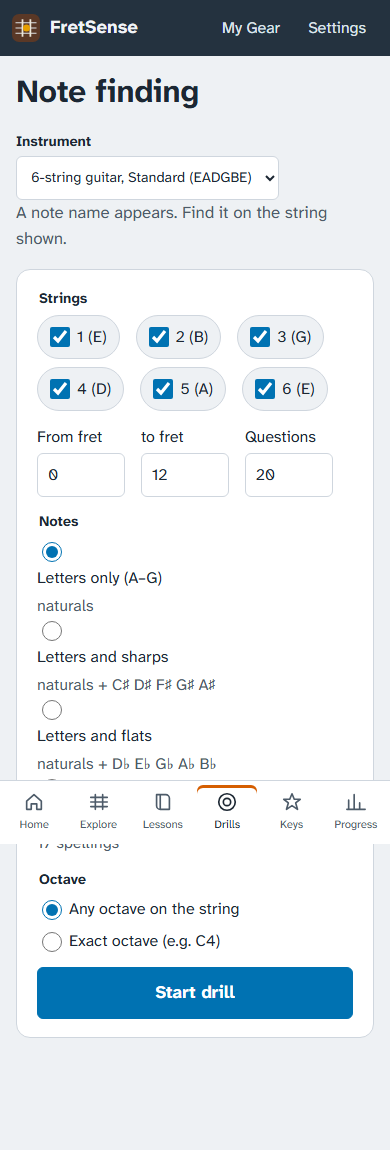 FretSense
My Gear
Settings
Note finding
Instrument
6-string guitar, Standard (EADGBE)
A note name appears. Find it on the string
shown.
Strings
1 (E)
2 (B)
3 (G)
4 (D)
5 (A)
6 (E)
From fret
to fret
Questions
0
12
20
Notes
Letters only (A–G)
naturals
Letters and sharps
naturals + C♯ D♯ F♯ G♯ A♯
Letters and flats
naturals + D♭ E♭ G♭ A♭ B♭
Home
Explore
Lessons
Drills
Keys
Progress
17 spellings
Octave
Any octave on the string
Exact octave (e.g. C4)
Start drill